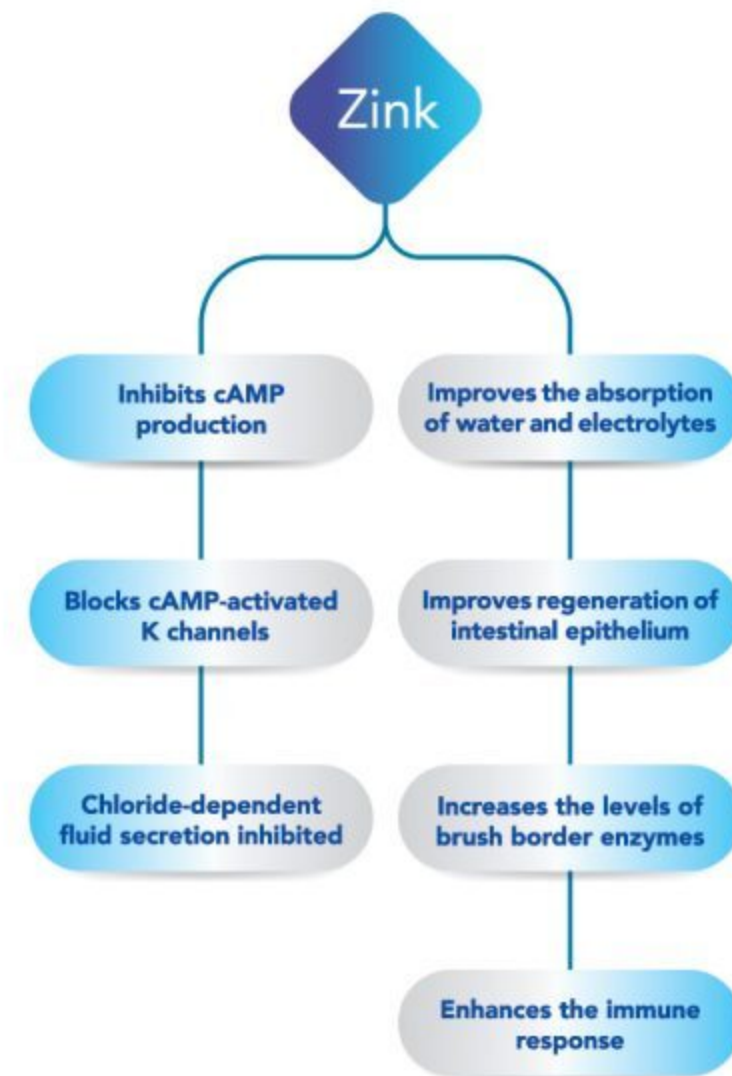 Zink
Inhibits cAMP
production
Improves the absorption
of water and electrolytes
Blocks cAMP-activated
K channels
Improves regeneration of
intestinal epithelium
Chloride-dependent
fluid secretion inhibited
Increases the levels of
brush border enzymes
Enhances the immune
response